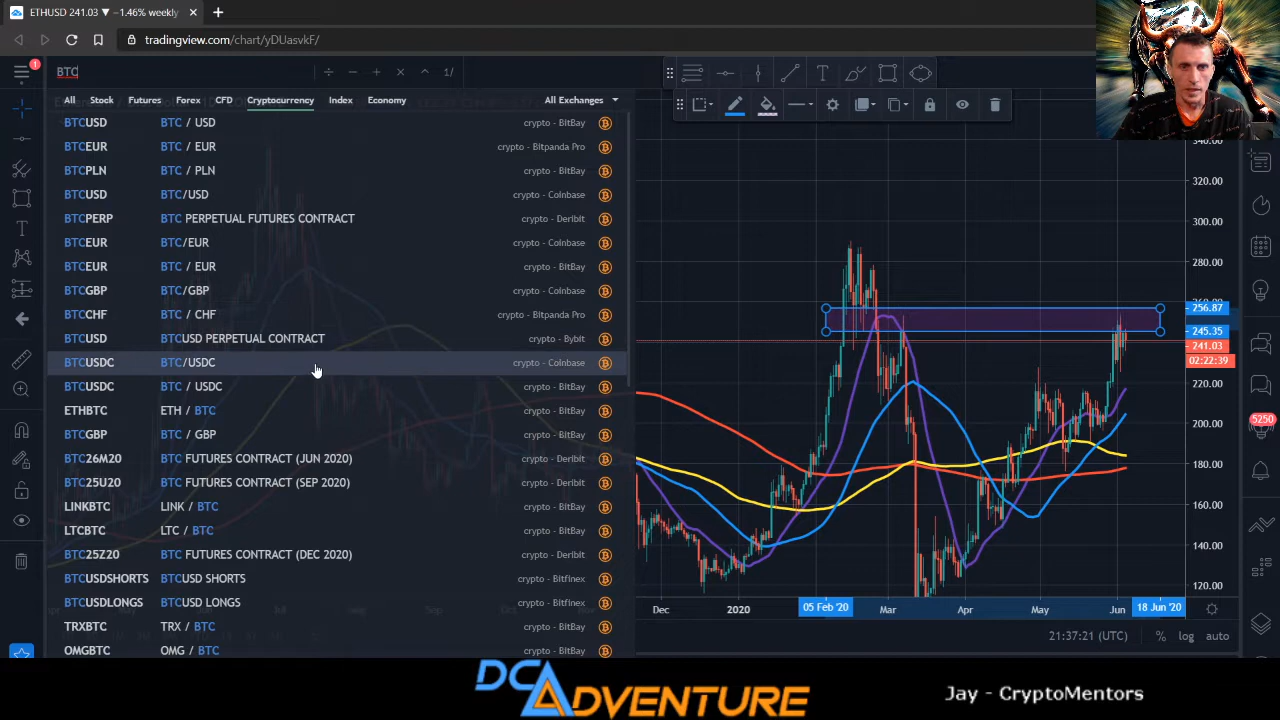 ETHUSD 241.03 ▼ −1.46% weekly
tradingview.com/chart/yDUasvkF/
1
BTC
1/
All Stock Futures Forex CFD Cryptocurrency Index Economy All Exchanges
BTCUSD BTC / USD crypto - BitBay
BTCEUR BTC / EUR crypto - Bitpanda Pro
BTCPLN BTC / PLN crypto - BitBay
BTCUSD BTC/USD crypto - Coinbase
BTCPERP BTC PERPETUAL FUTURES CONTRACT crypto - Deribit
BTCEUR BTC/EUR crypto - Coinbase
BTCEUR BTC / EUR crypto - BitBay
BTCGBP BTC/GBP crypto - Coinbase
BTCCHF BTC / CHF crypto - Bitpanda Pro
BTCUSD BTCUSD PERPETUAL CONTRACT crypto - Bybit
BTCUSDC BTC/USDC crypto - Coinbase
BTCUSDC BTC / USDC crypto - BitBay
ETHBTC ETH / BTC crypto - BitBay
BTCGBP BTC / GBP crypto - BitBay
BTC26M20 BTC FUTURES CONTRACT (JUN 2020) crypto - Deribit
BTC25U20 BTC FUTURES CONTRACT (SEP 2020) crypto - Deribit
LINKBTC LINK / BTC crypto - BitBay
LTCBTC LTC / BTC crypto - BitBay
BTC25Z20 BTC FUTURES CONTRACT (DEC 2020) crypto - Deribit
BTCUSDSHORTS BTCUSD SHORTS crypto - Bitfinex
BTCUSDLONGS BTCUSD LONGS crypto - Bitfinex
TRXBTC TRX / BTC crypto - BitBay
OMGBTC OMG / BTC crypto - BitBay
340.00
320.00
300.00
280.00
256.87
245.35
241.03
02:22:39
220.00
200.00
180.00
160.00
140.00
120.00
5250
Dec 2020 05 Feb '20 Mar Apr May Jun 18 Jun '20
21:37:21 (UTC) % log auto
DCADVENTURE
Jay - CryptoMentors